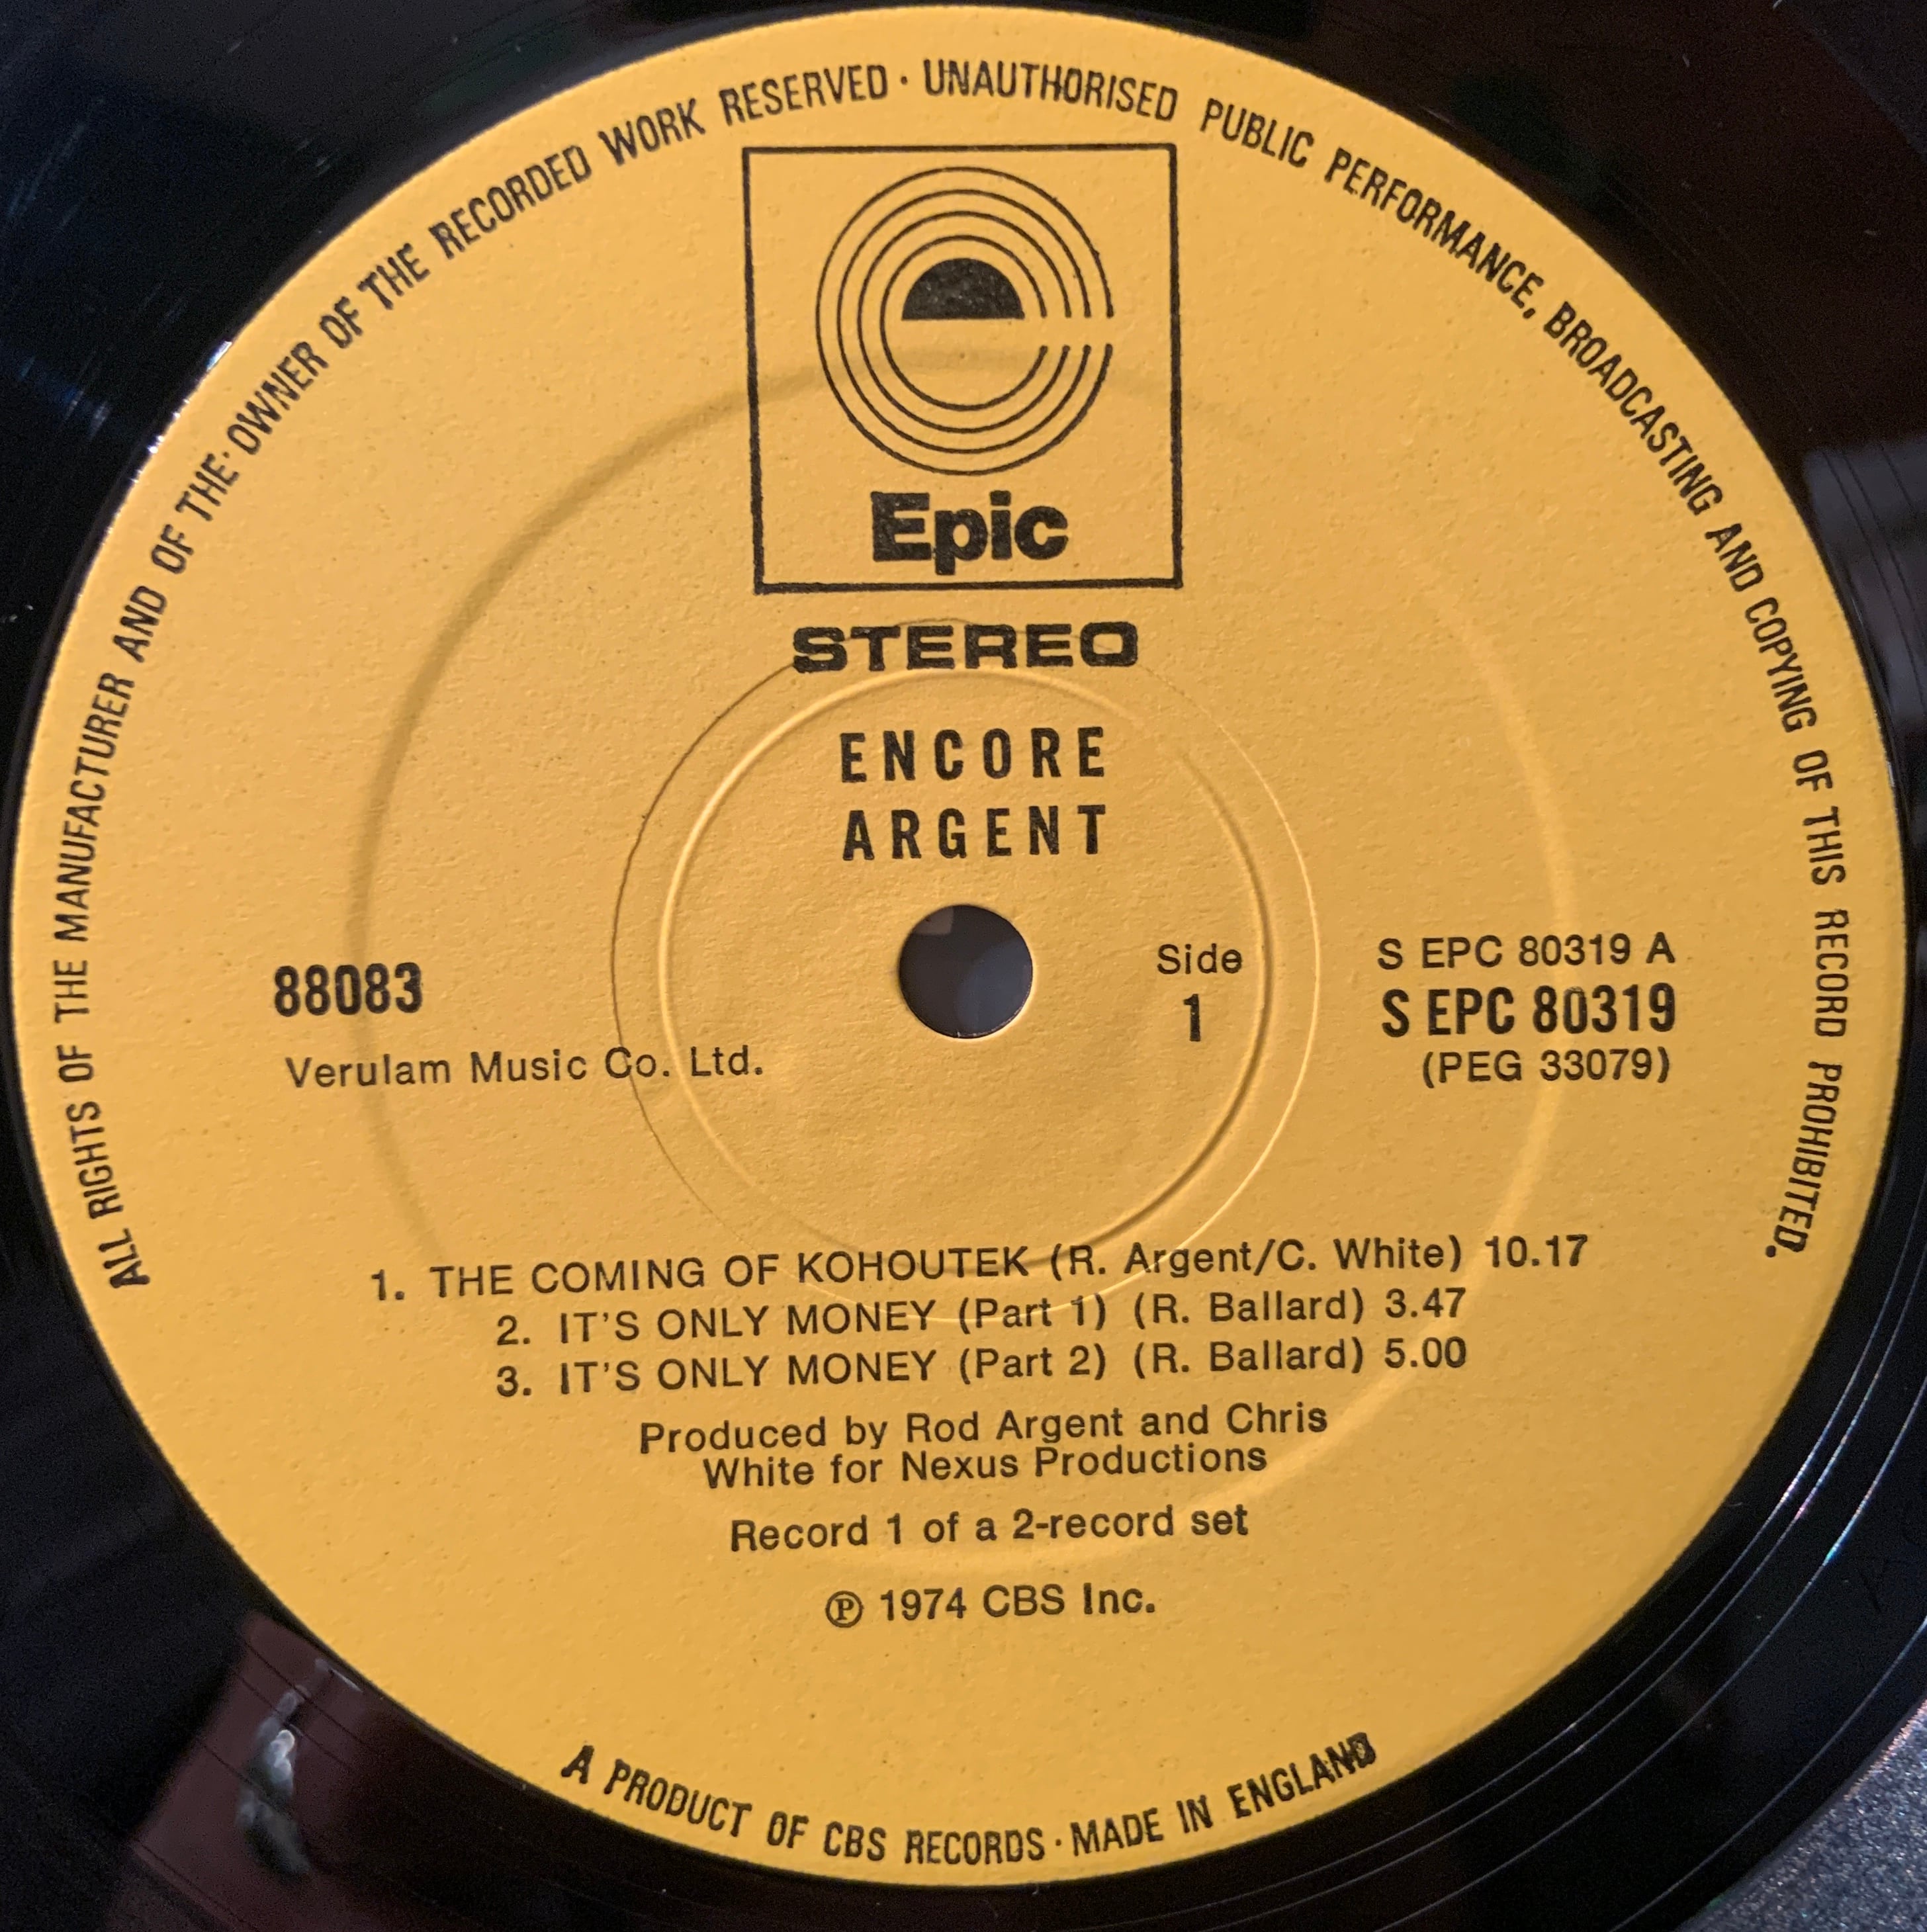 ALL RIGHTS OF THE MANUFACTURER AND OF THE OWNER OF THE RECORDED WORK RESERVED · UNAUTHORISED PUBLIC PERFORMANCE, BROADCASTING AND COPYING OF THIS RECORD PROHIBITED.
Epic
STEREO
ENCORE
ARGENT
88083
Verulam Music Co. Ltd.
Side
1
S EPC 80319 A
S EPC 80319
(PEG 33079)
1. THE COMING OF KOHOUTEK (R. Argent/C. White) 10.17
2. IT'S ONLY MONEY (Part 1) (R. Ballard) 3.47
3. IT'S ONLY MONEY (Part 2) (R. Ballard) 5.00
Produced by Rod Argent and Chris
White for Nexus Productions
Record 1 of a 2-record set
℗ 1974 CBS Inc.
A PRODUCT OF CBS RECORDS · MADE IN ENGLAND